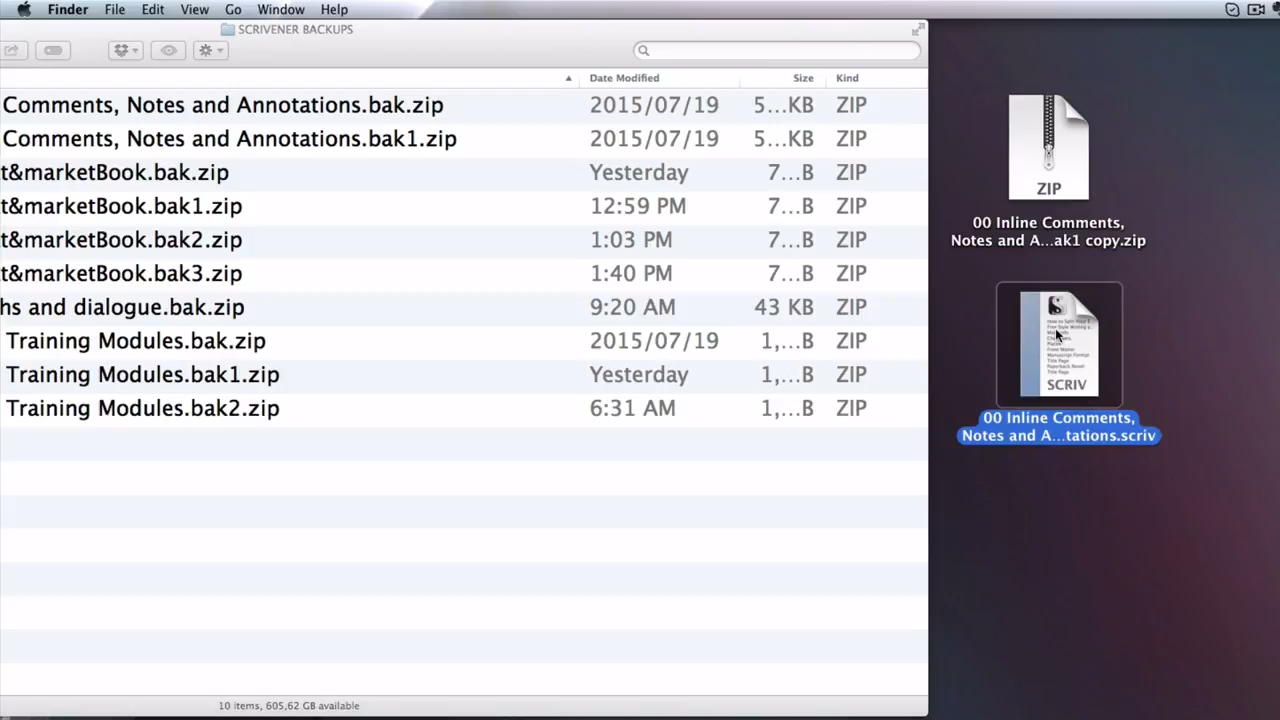 Finder File Edit View Go Window Help
SCRIVENER BACKUPS
Date Modified Size Kind
Comments, Notes and Annotations.bak.zip 2015/07/19 5...KB ZIP
Comments, Notes and Annotations.bak1.zip 2015/07/19 5...KB ZIP
t&marketBook.bak.zip Yesterday 7...B ZIP
t&marketBook.bak1.zip 12:59 PM 7...B ZIP
t&marketBook.bak2.zip 1:03 PM 7...B ZIP
t&marketBook.bak3.zip 1:40 PM 7...B ZIP
hs and dialogue.bak.zip 9:20 AM 43 KB ZIP
Training Modules.bak.zip 2015/07/19 1,...B ZIP
Training Modules.bak1.zip Yesterday 1,...B ZIP
Training Modules.bak2.zip 6:31 AM 1,...B ZIP
10 items, 605,62 GB available
ZIP
00 Inline Comments,
Notes and A...ak1 copy.zip
Title Page
Paperback Novel
Title Page
SCRIV
00 Inline Comments,
Notes and A...tations.scriv